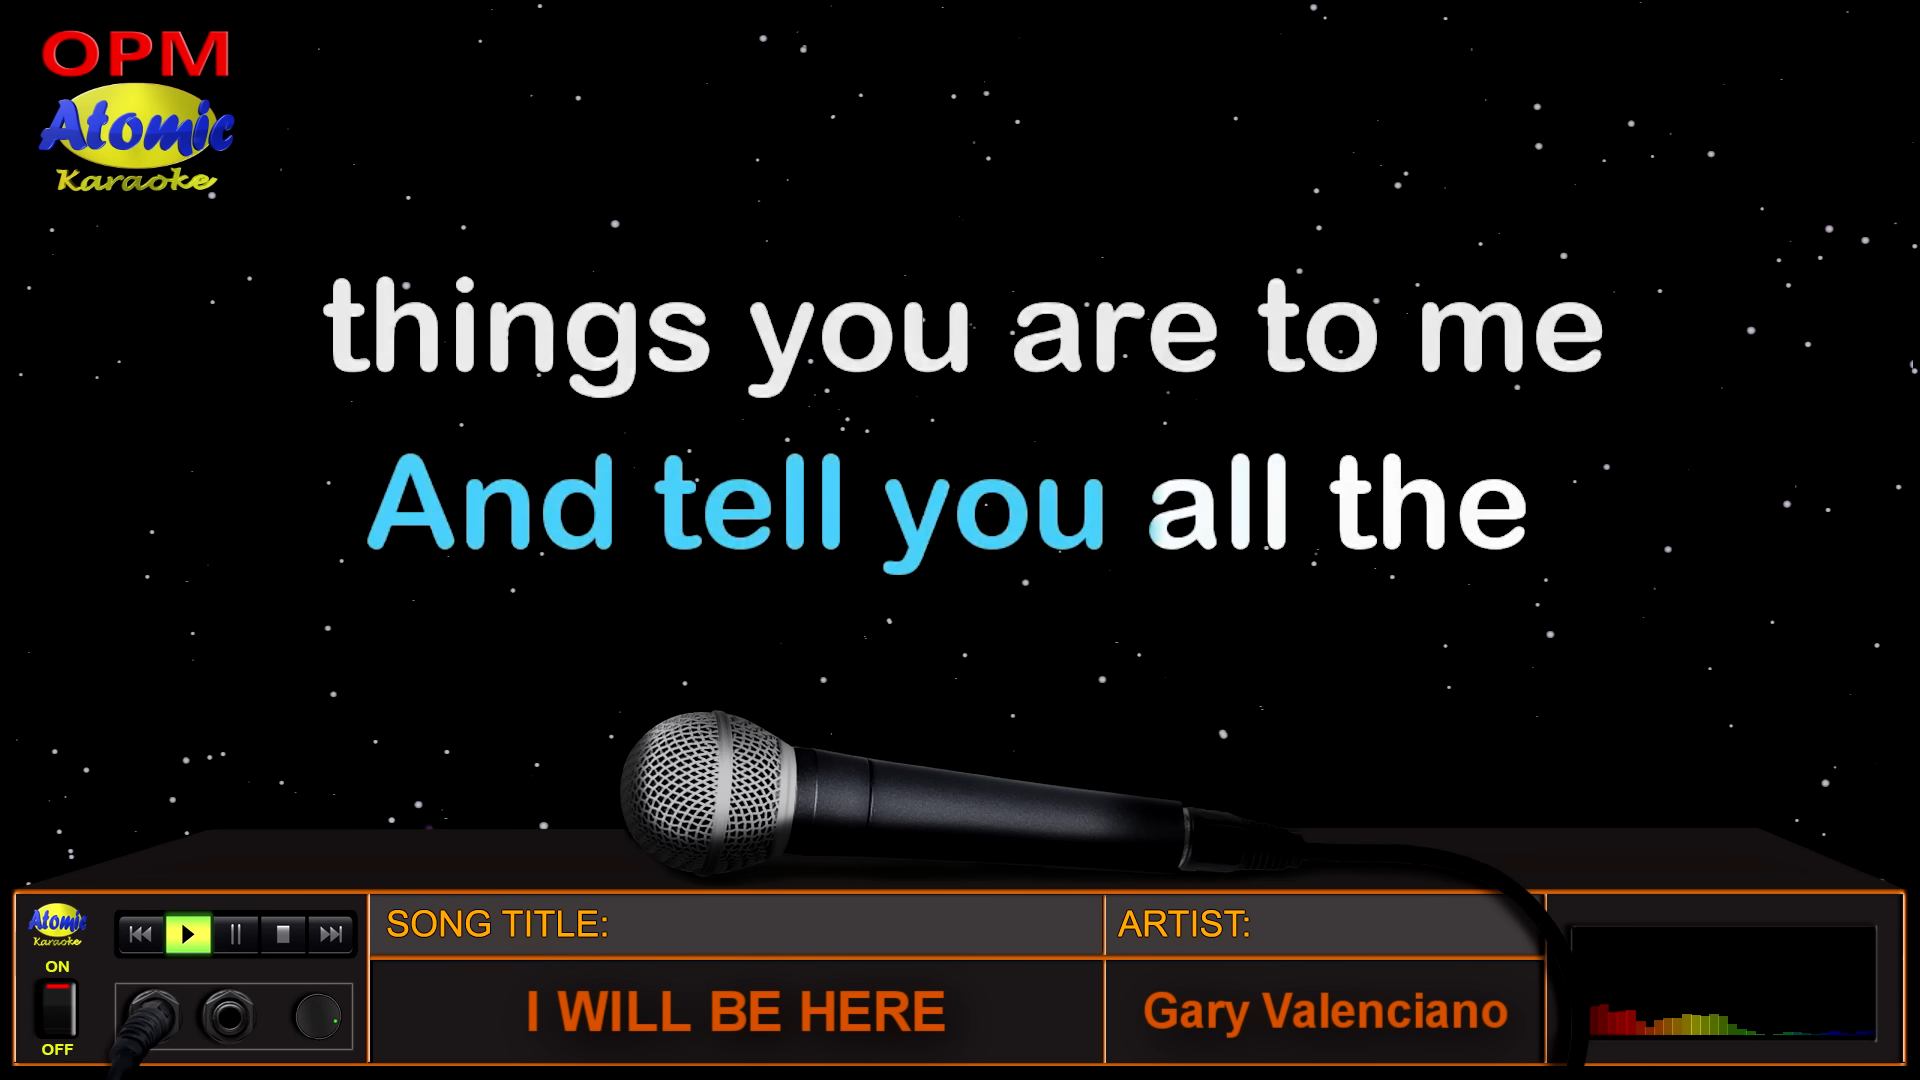 OPM
Atomic
Karaoke
things you are to me
And tell you all the
Atomic
Karaoke
ON
OFF
SONG TITLE:
I WILL BE HERE
ARTIST:
Gary Valenciano